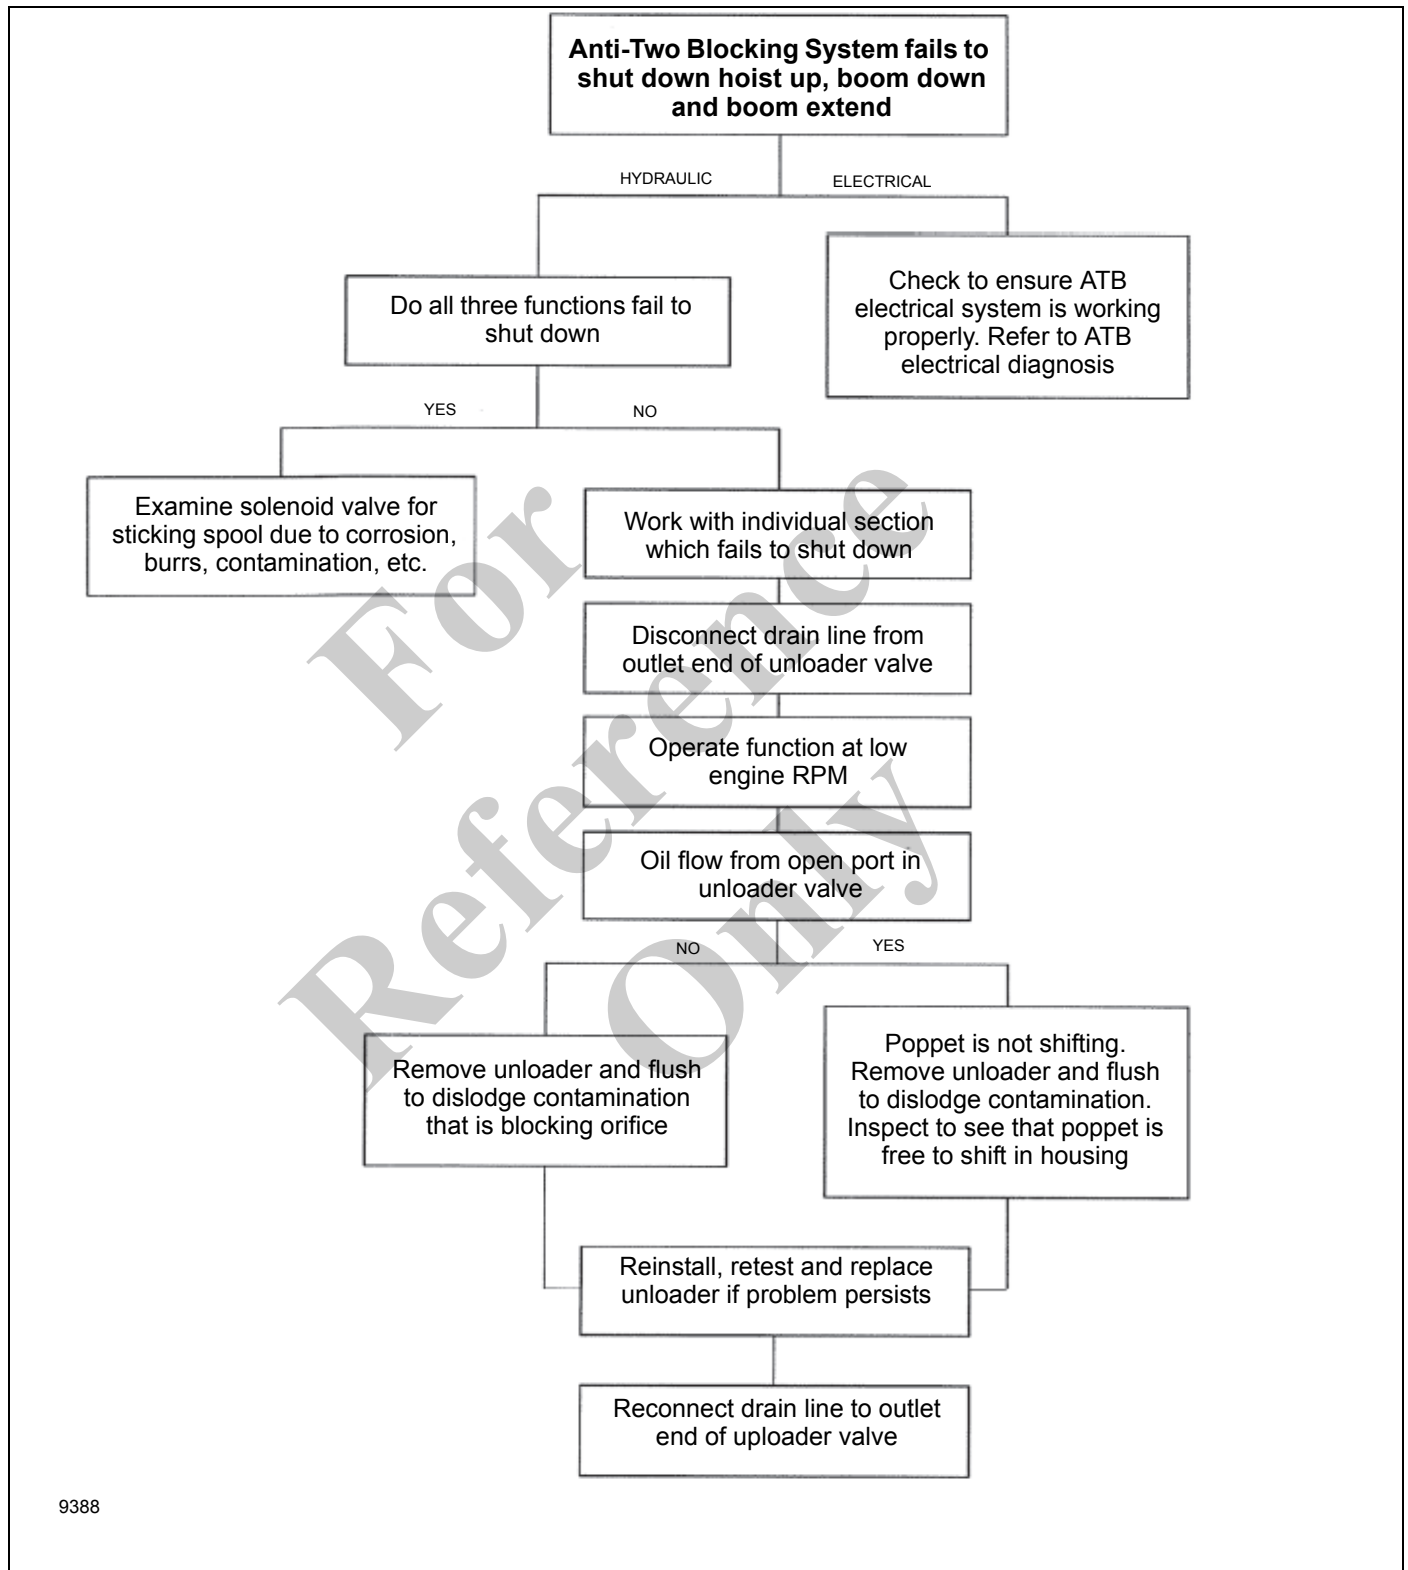 Anti-Two Blocking System fails to
shut down hoist up, boom down
and boom extend
HYDRAULIC
ELECTRICAL
Do all three functions fail to
shut down
Check to ensure ATB
electrical system is working
properly. Refer to ATB
electrical diagnosis
YES
NO
Examine solenoid valve for
sticking spool due to corrosion,
burrs, contamination, etc.
Work with individual section
which fails to shut down
Disconnect drain line from
outlet end of unloader valve
Operate function at low
engine RPM
Oil flow from open port in
unloader valve
NO
YES
Remove unloader and flush
to dislodge contamination
that is blocking orifice
Poppet is not shifting.
Remove unloader and flush
to dislodge contamination.
Inspect to see that poppet is
free to shift in housing
Reinstall, retest and replace
unloader if problem persists
Reconnect drain line to outlet
end of uploader valve
9388
For
Reference
Only